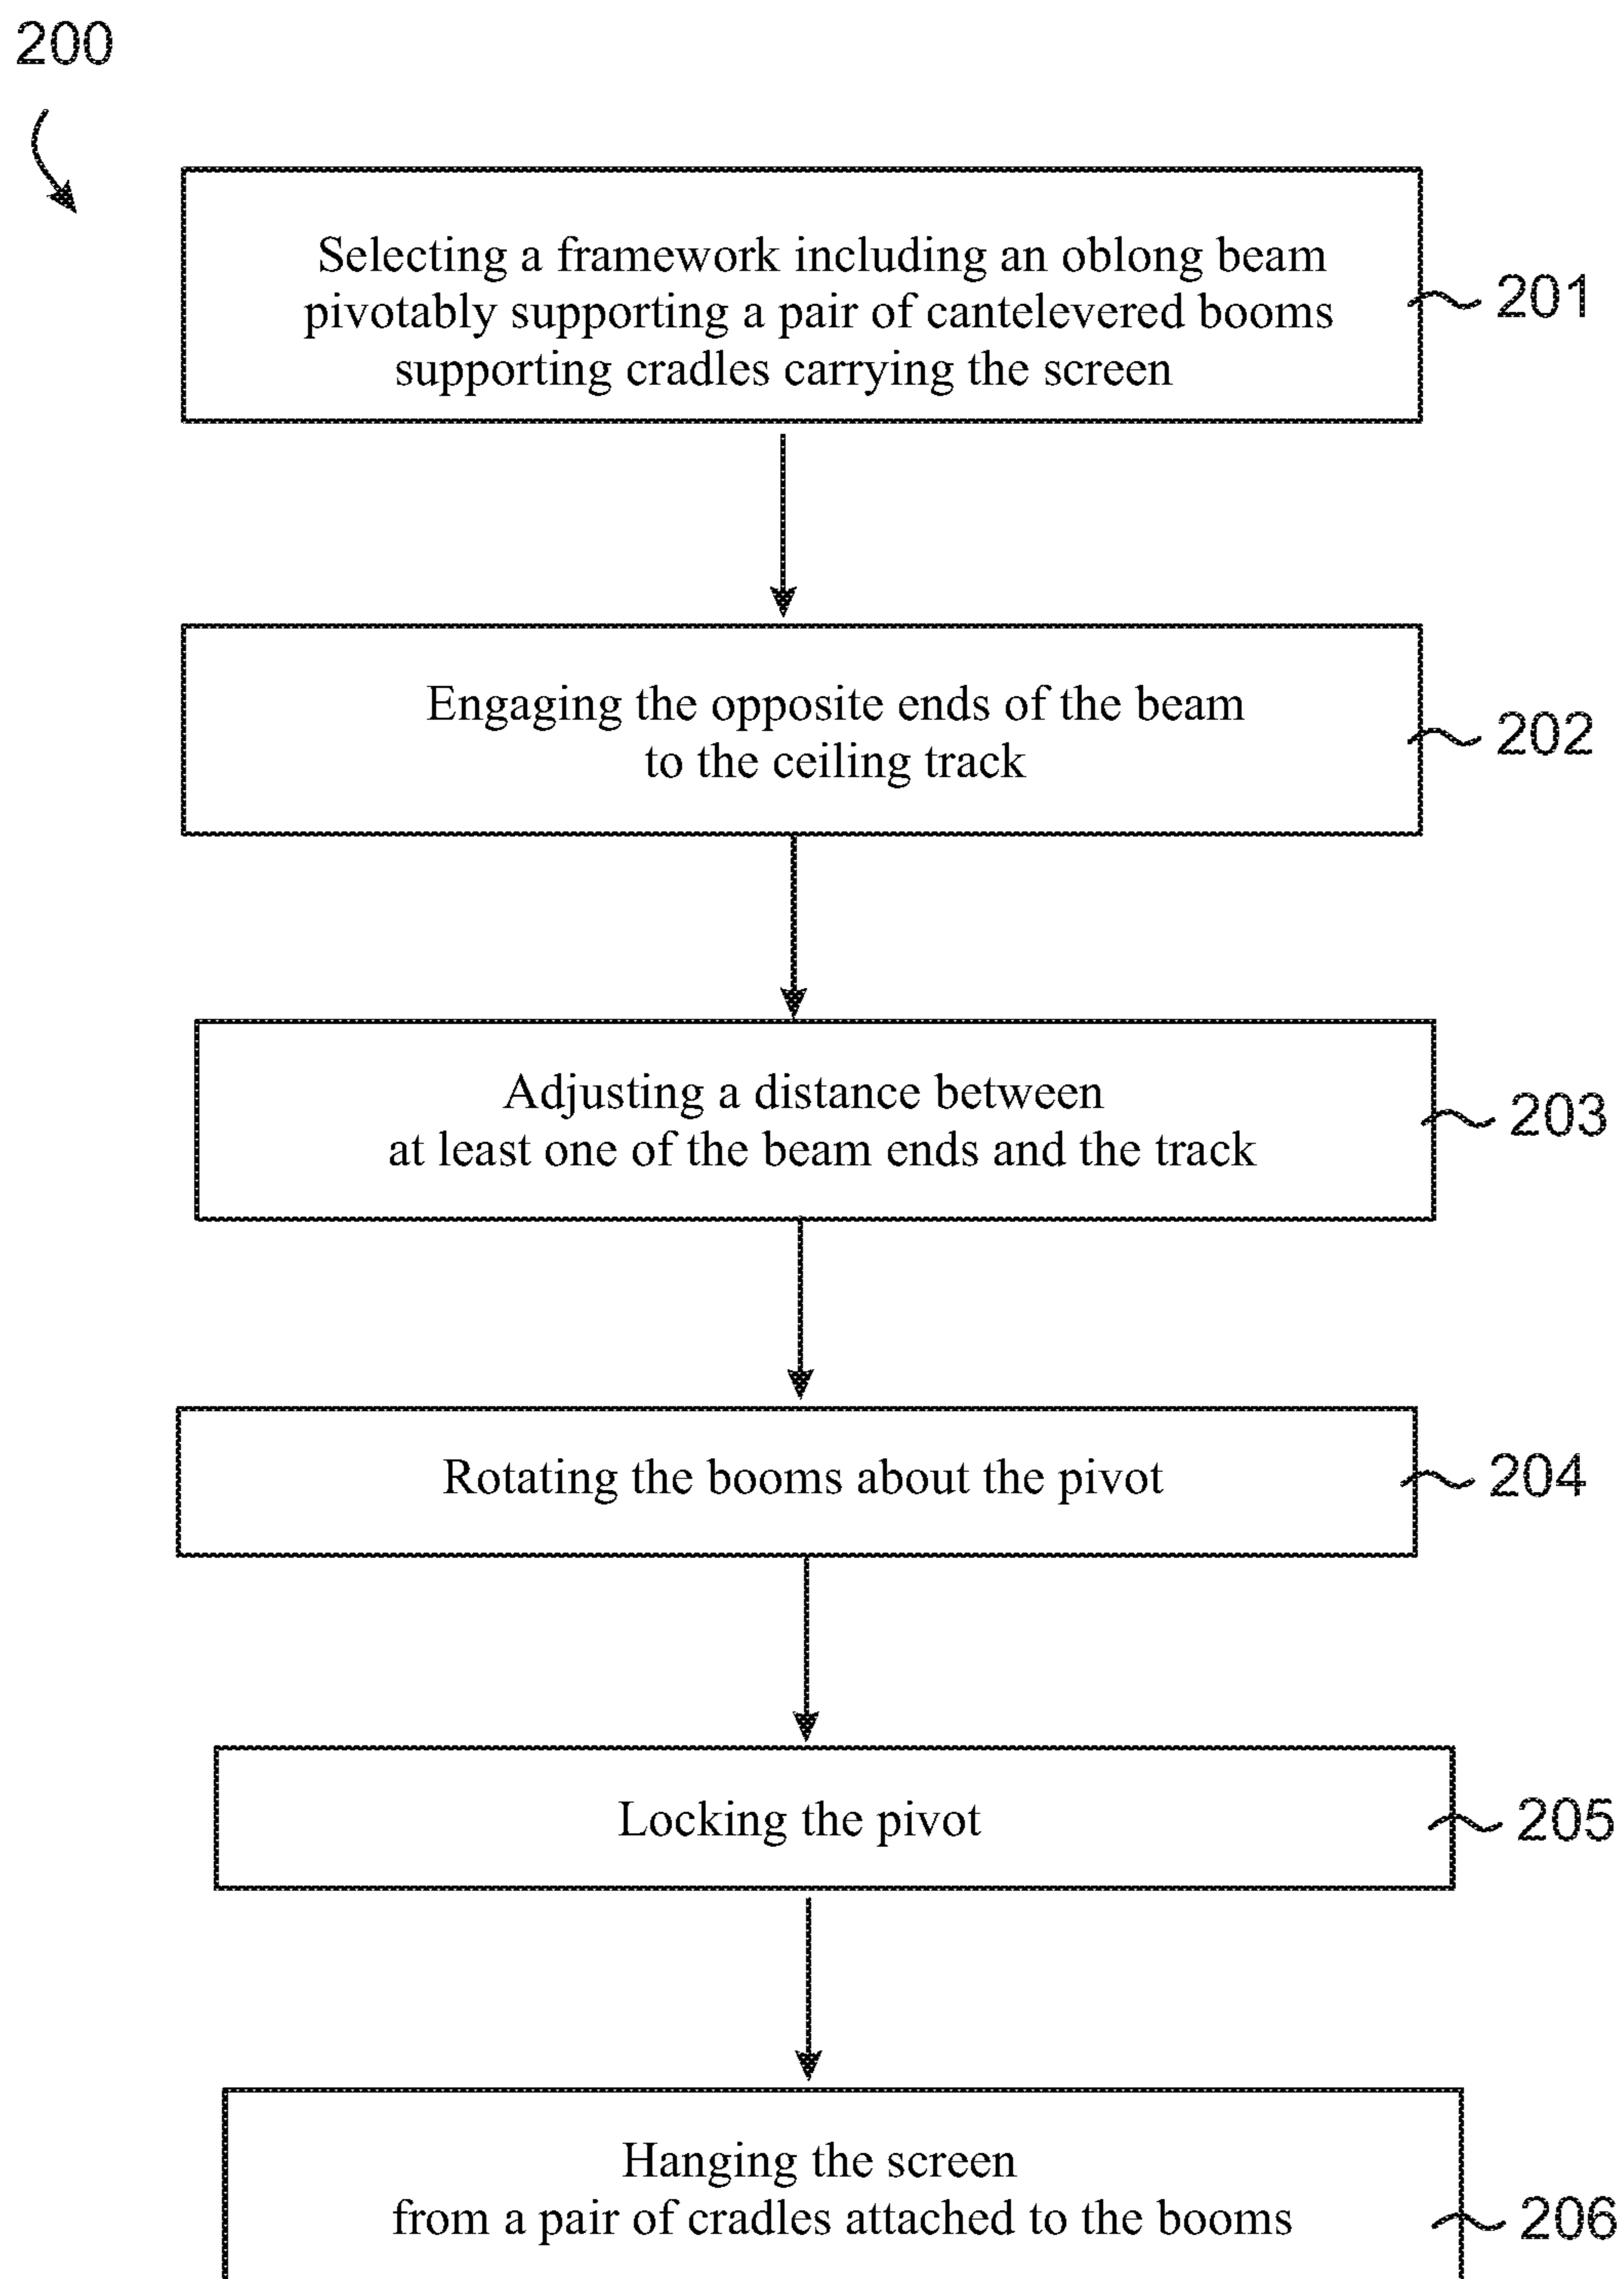 200
Selecting a framework including an oblong beam
pivotably supporting a pair of cantelevered booms
supporting cradles carrying the screen
201
Engaging the opposite ends of the beam
to the ceiling track
202
Adjusting a distance between
at least one of the beam ends and the track
203
Rotating the booms about the pivot
204
Locking the pivot
205
Hanging the screen
from a pair of cradles attached to the booms
206